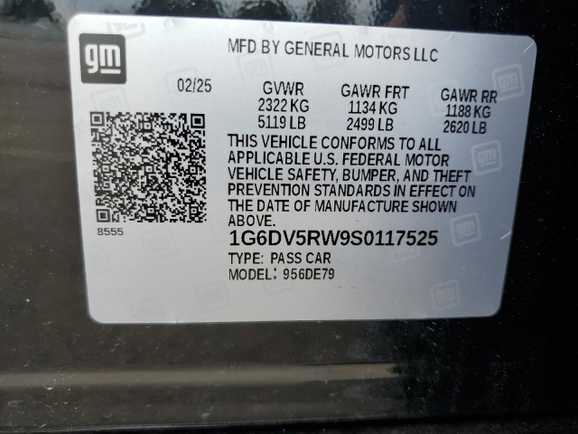 gm
MFD BY GENERAL MOTORS LLC
02/25 GVWR GAWR FRT GAWR RR
2322 KG 1134 KG 1188 KG
5119 LB 2499 LB 2620 LB
THIS VEHICLE CONFORMS TO ALL
APPLICABLE U.S. FEDERAL MOTOR
VEHICLE SAFETY, BUMPER, AND THEFT
PREVENTION STANDARDS IN EFFECT ON
THE DATE OF MANUFACTURE SHOWN
ABOVE.
8555
1G6DV5RW9S0117525
TYPE: PASS CAR
MODEL: 956DE79